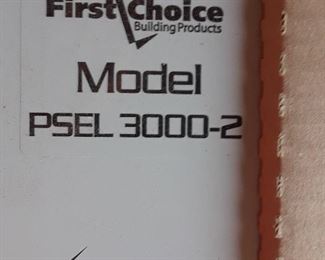 First Choice
Building Products
Model
PSEL 3000-2